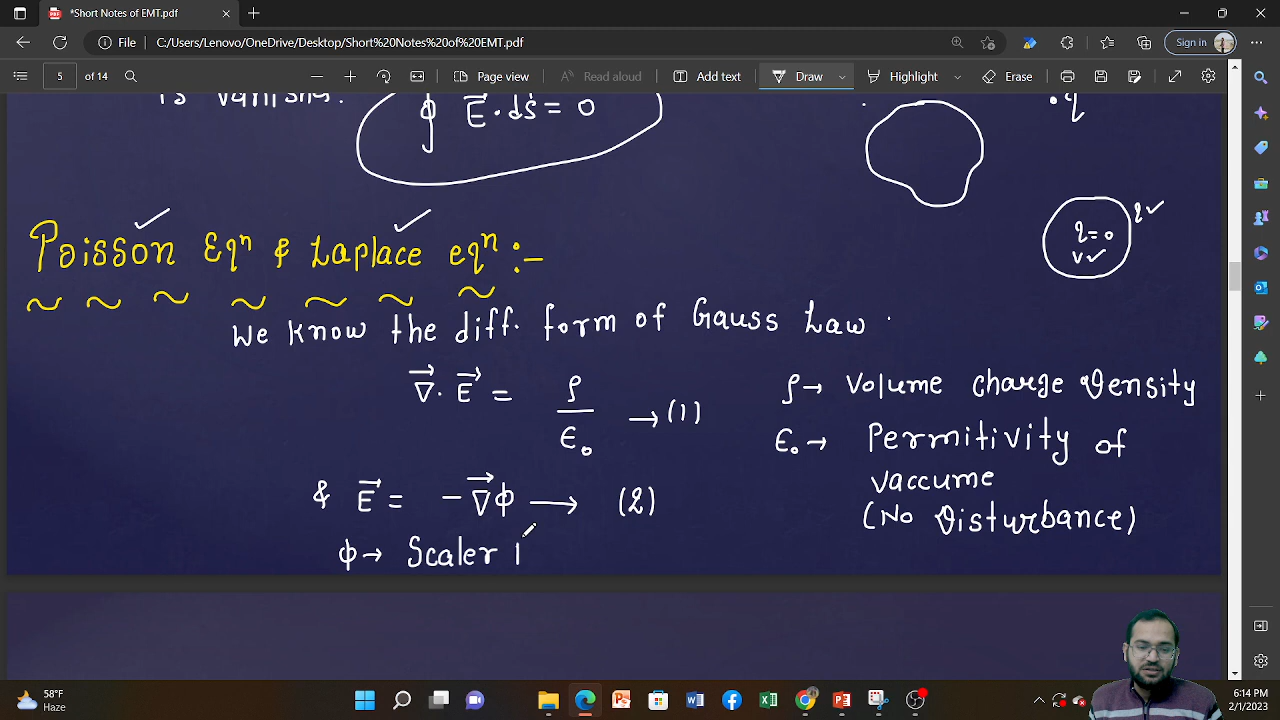 *Short Notes of EMT.pdf
File C:/Users/Lenovo/OneDrive/Desktop/Short%20Notes%20of%20EMT.pdf Sign in
5 of 14 Page view Read aloud Add text Draw Highlight Erase
is vanishes.
∮ E⃗ · ds⃗ = 0
. q
q
q = 0
v
Poisson Eqⁿ & Laplace eqⁿ :-
We know the diff. form of Gauss Law .
∇⃗ · E⃗ = ρ/ε₀ → (1)
ρ → Volume charge Density
ε₀ → Permitivity of
vaccume
(No Disturbance)
& E⃗ = -∇⃗ϕ → (2)
ϕ → Scaler
58°F
Haze
6:14 PM
2/1/2023